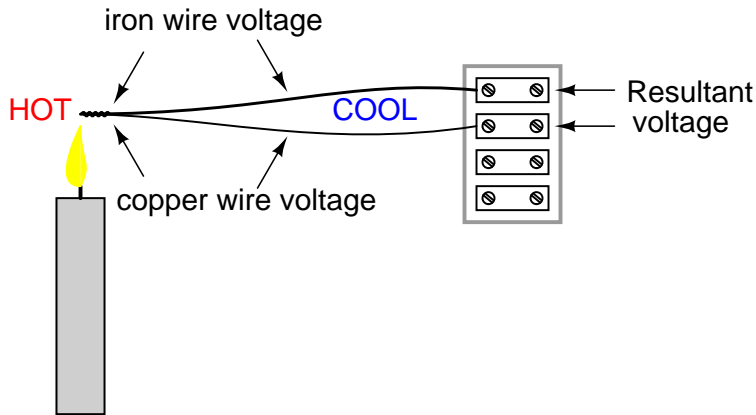 iron wire voltage
HOT
COOL
Resultant
voltage
copper wire voltage